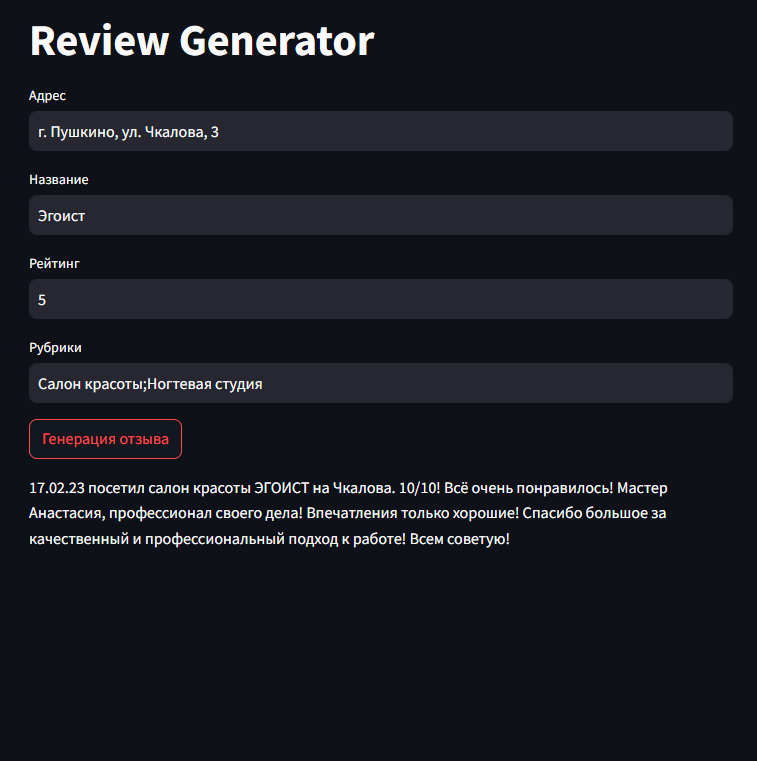 Review Generator
Адрес
г. Пушкино, ул. Чкалова, 3
Название
Эгоист
Рейтинг
5
Рубрики
Салон красоты;Ногтевая студия
Генерация отзыва
17.02.23 посетил салон красоты ЭГОИСТ на Чкалова. 10/10! Всё очень понравилось! Мастер
Анастасия, профессионал своего дела! Впечатления только хорошие! Спасибо большое за
качественный и профессиональный подход к работе! Всем советую!